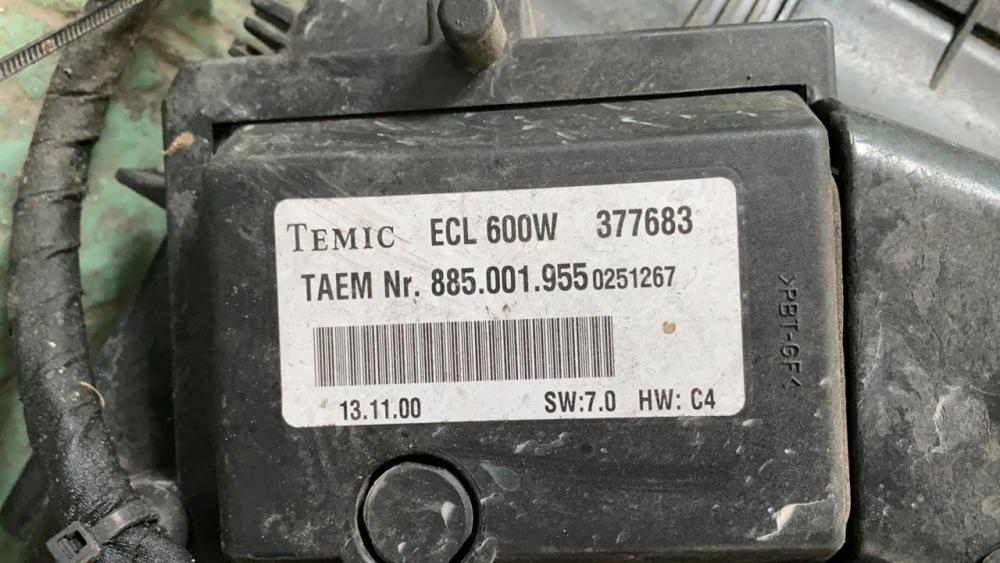 TEMIC ECL 600W 377683
TAEM Nr. 885.001.955 0251267
13.11.00 SW:7.0 HW: C4
>PBT-GF<